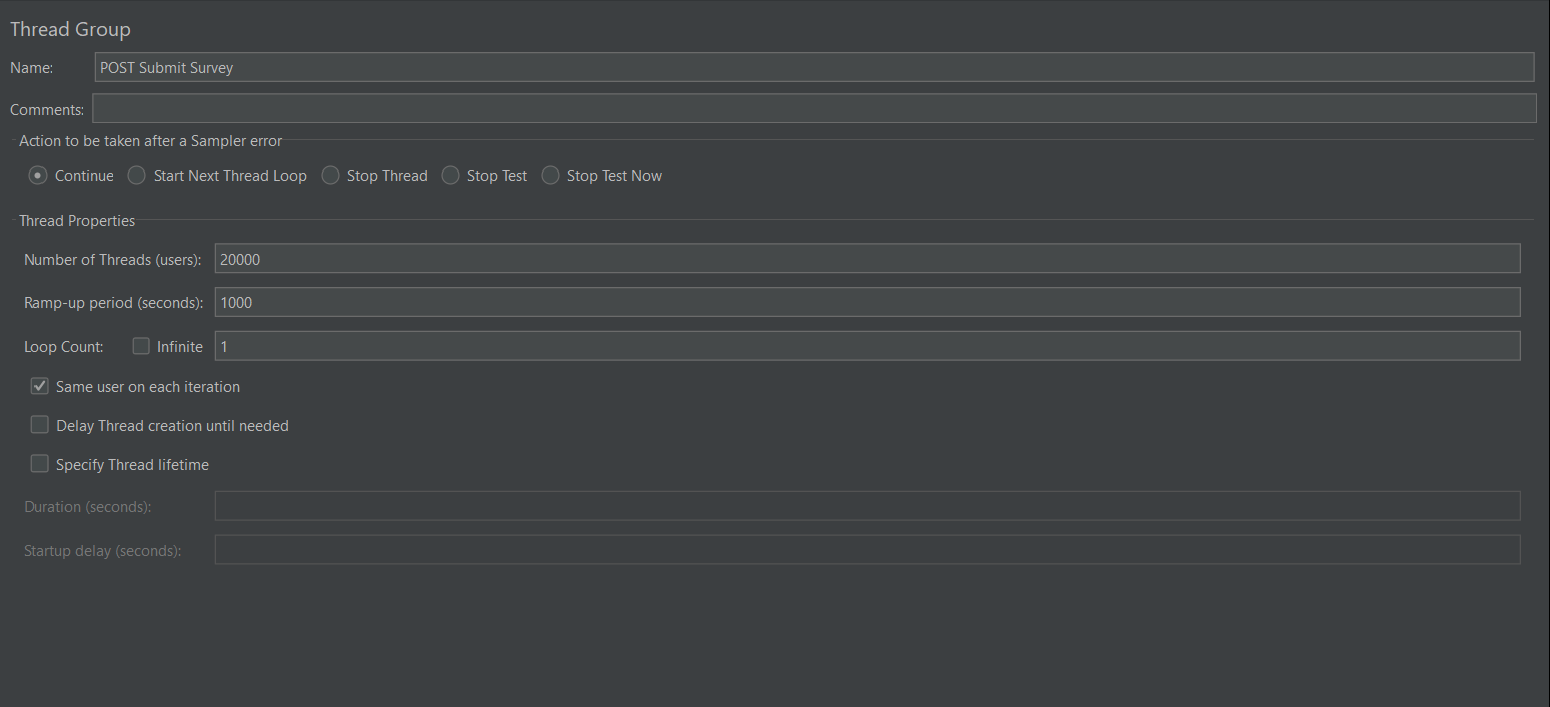 Thread Group
Name: POST Submit Survey
Comments:
Action to be taken after a Sampler error
Continue Start Next Thread Loop Stop Thread Stop Test Stop Test Now
Thread Properties
Number of Threads (users): 20000
Ramp-up period (seconds): 1000
Loop Count: Infinite 1
Same user on each iteration
Delay Thread creation until needed
Specify Thread lifetime
Duration (seconds):
Startup delay (seconds):